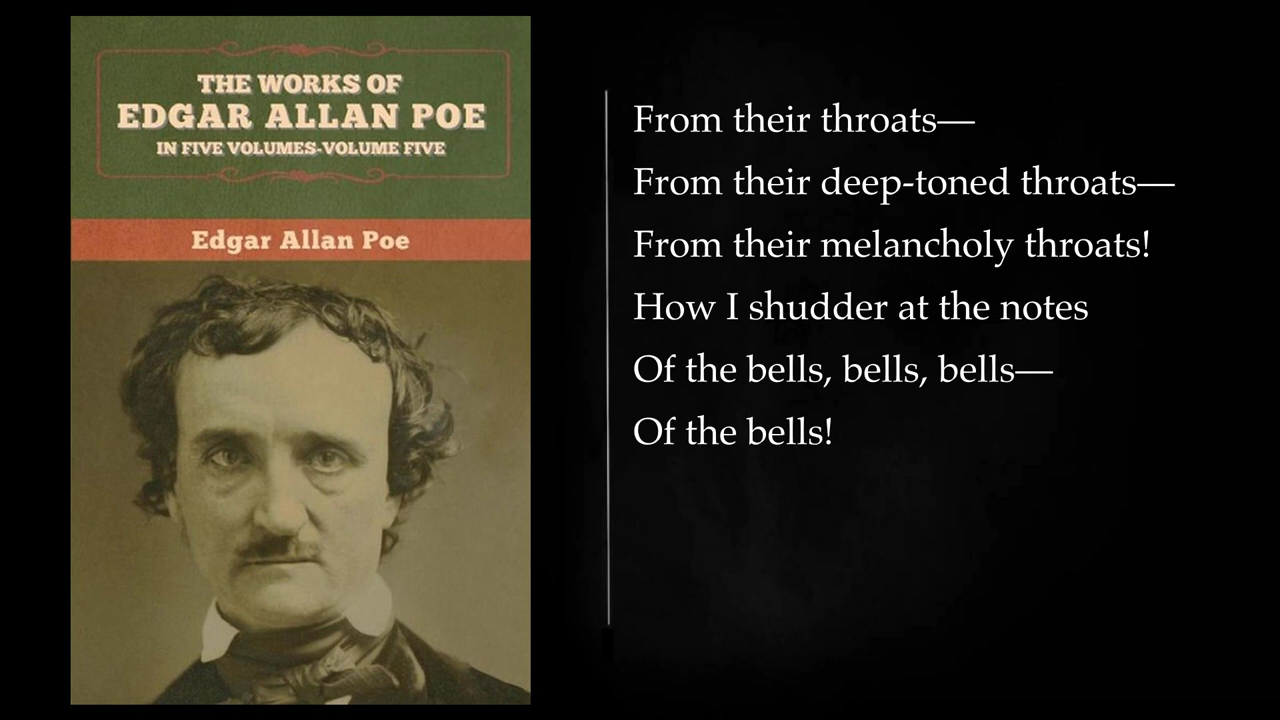 THE WORKS OF
EDGAR ALLAN POE
IN FIVE VOLUMES-VOLUME FIVE
Edgar Allan Poe
From their throats—
From their deep-toned throats—
From their melancholy throats!
How I shudder at the notes
Of the bells, bells, bells—
Of the bells!